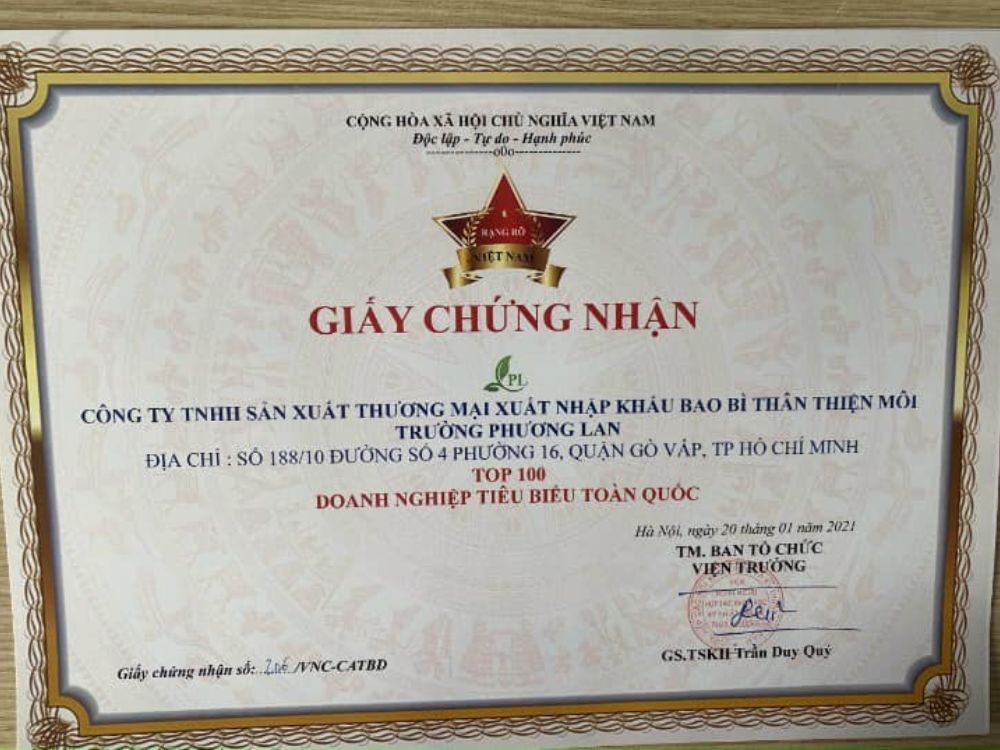 CỘNG HÒA XÃ HỘI CHỦ NGHĨA VIỆT NAM
Độc lập - Tự do - Hạnh phúc
-------------o0o-------------
RẠNG RỠ
VIỆT NAM
GIẤY CHỨNG NHẬN
PL
CÔNG TY TNHH SẢN XUẤT THƯƠNG MẠI XUẤT NHẬP KHẨU BAO BÌ THÂN THIỆN MÔI
TRƯỜNG PHƯƠNG LAN
ĐỊA CHỈ : SỐ 188/10 ĐƯỜNG SỐ 4 PHƯỜNG 16, QUẬN GÒ VẤP, TP HỒ CHÍ MINH
TOP 100
DOANH NGHIỆP TIÊU BIỂU TOÀN QUỐC
Hà Nội, ngày 20 tháng 01 năm 2021
TM. BAN TỔ CHỨC
VIỆN TRƯỞNG
GS.TSKH Trần Duy Quý
Giấy chứng nhận số: /VNC-CATBD